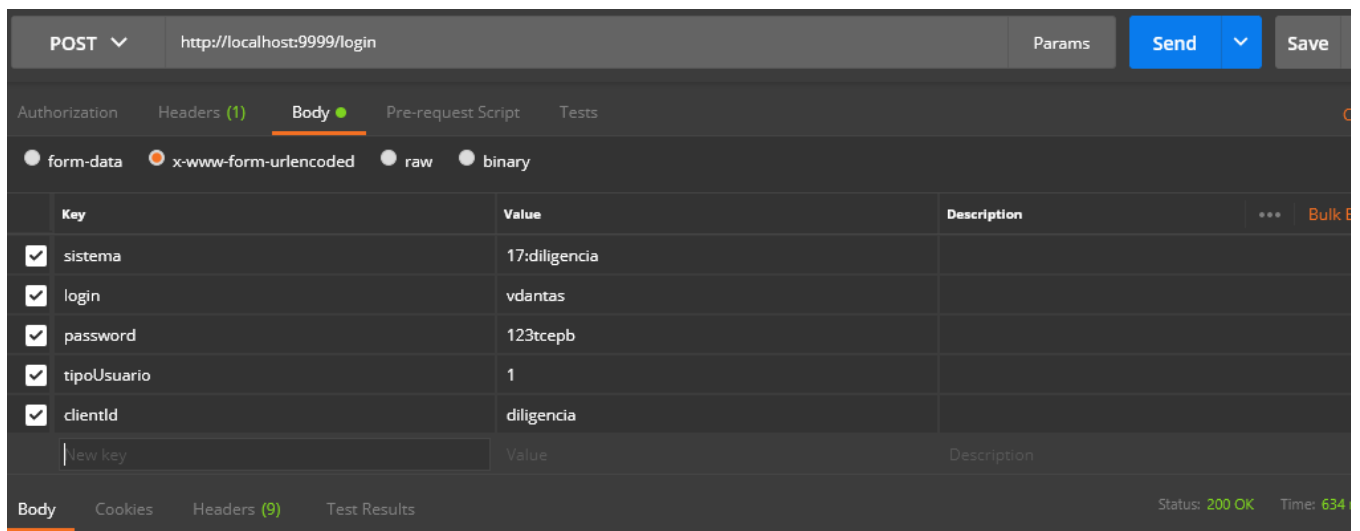 POST http://localhost:9999/login Params Send Save
Authorization Headers (1) Body Pre-request Script Tests
form-data x-www-form-urlencoded raw binary
Key Value Description ••• Bulk E
sistema 17:diligencia
login vdantas
password 123tcepb
tipoUsuario 1
clientId diligencia
New key Value Description
Body Cookies Headers (9) Test Results Status: 200 OK Time: 634